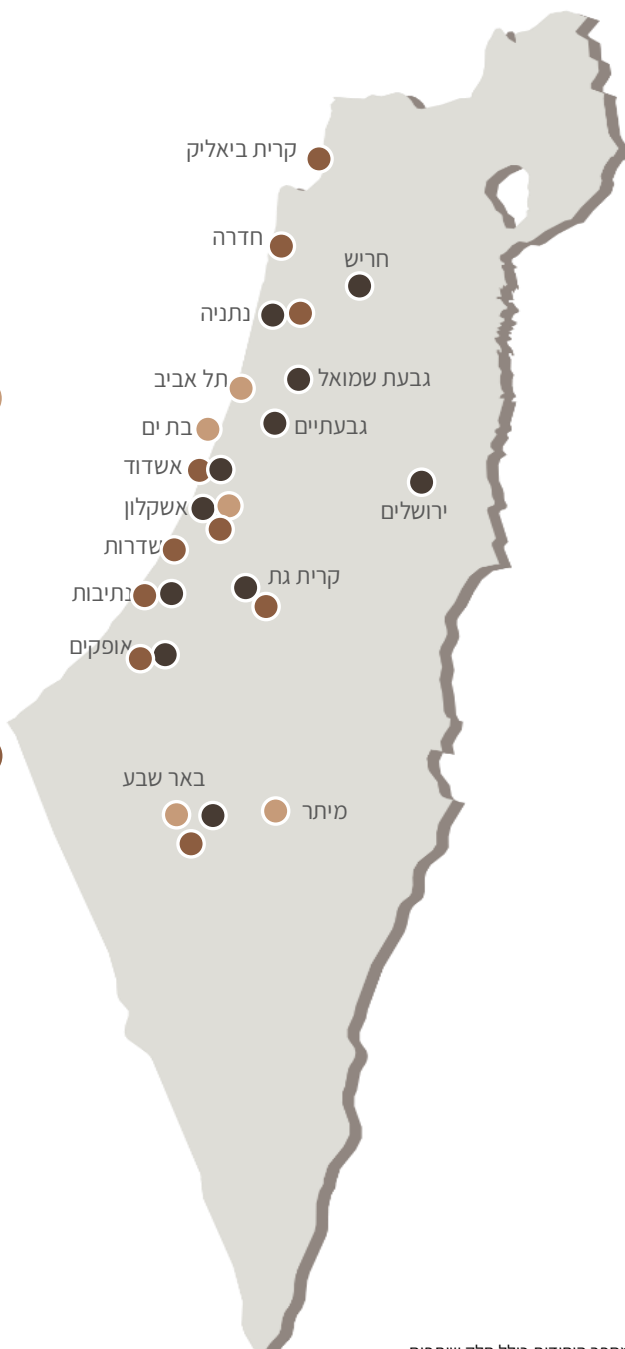 קרית ביאליק
חדרה
חריש
נתניה
גבעת שמואל
תל אביב
גבעתיים
בת ים
אשדוד
ירושלים
אשקלון
שדרות
קרית גת
נתיבות
אופקים
באר שבע
מיתר